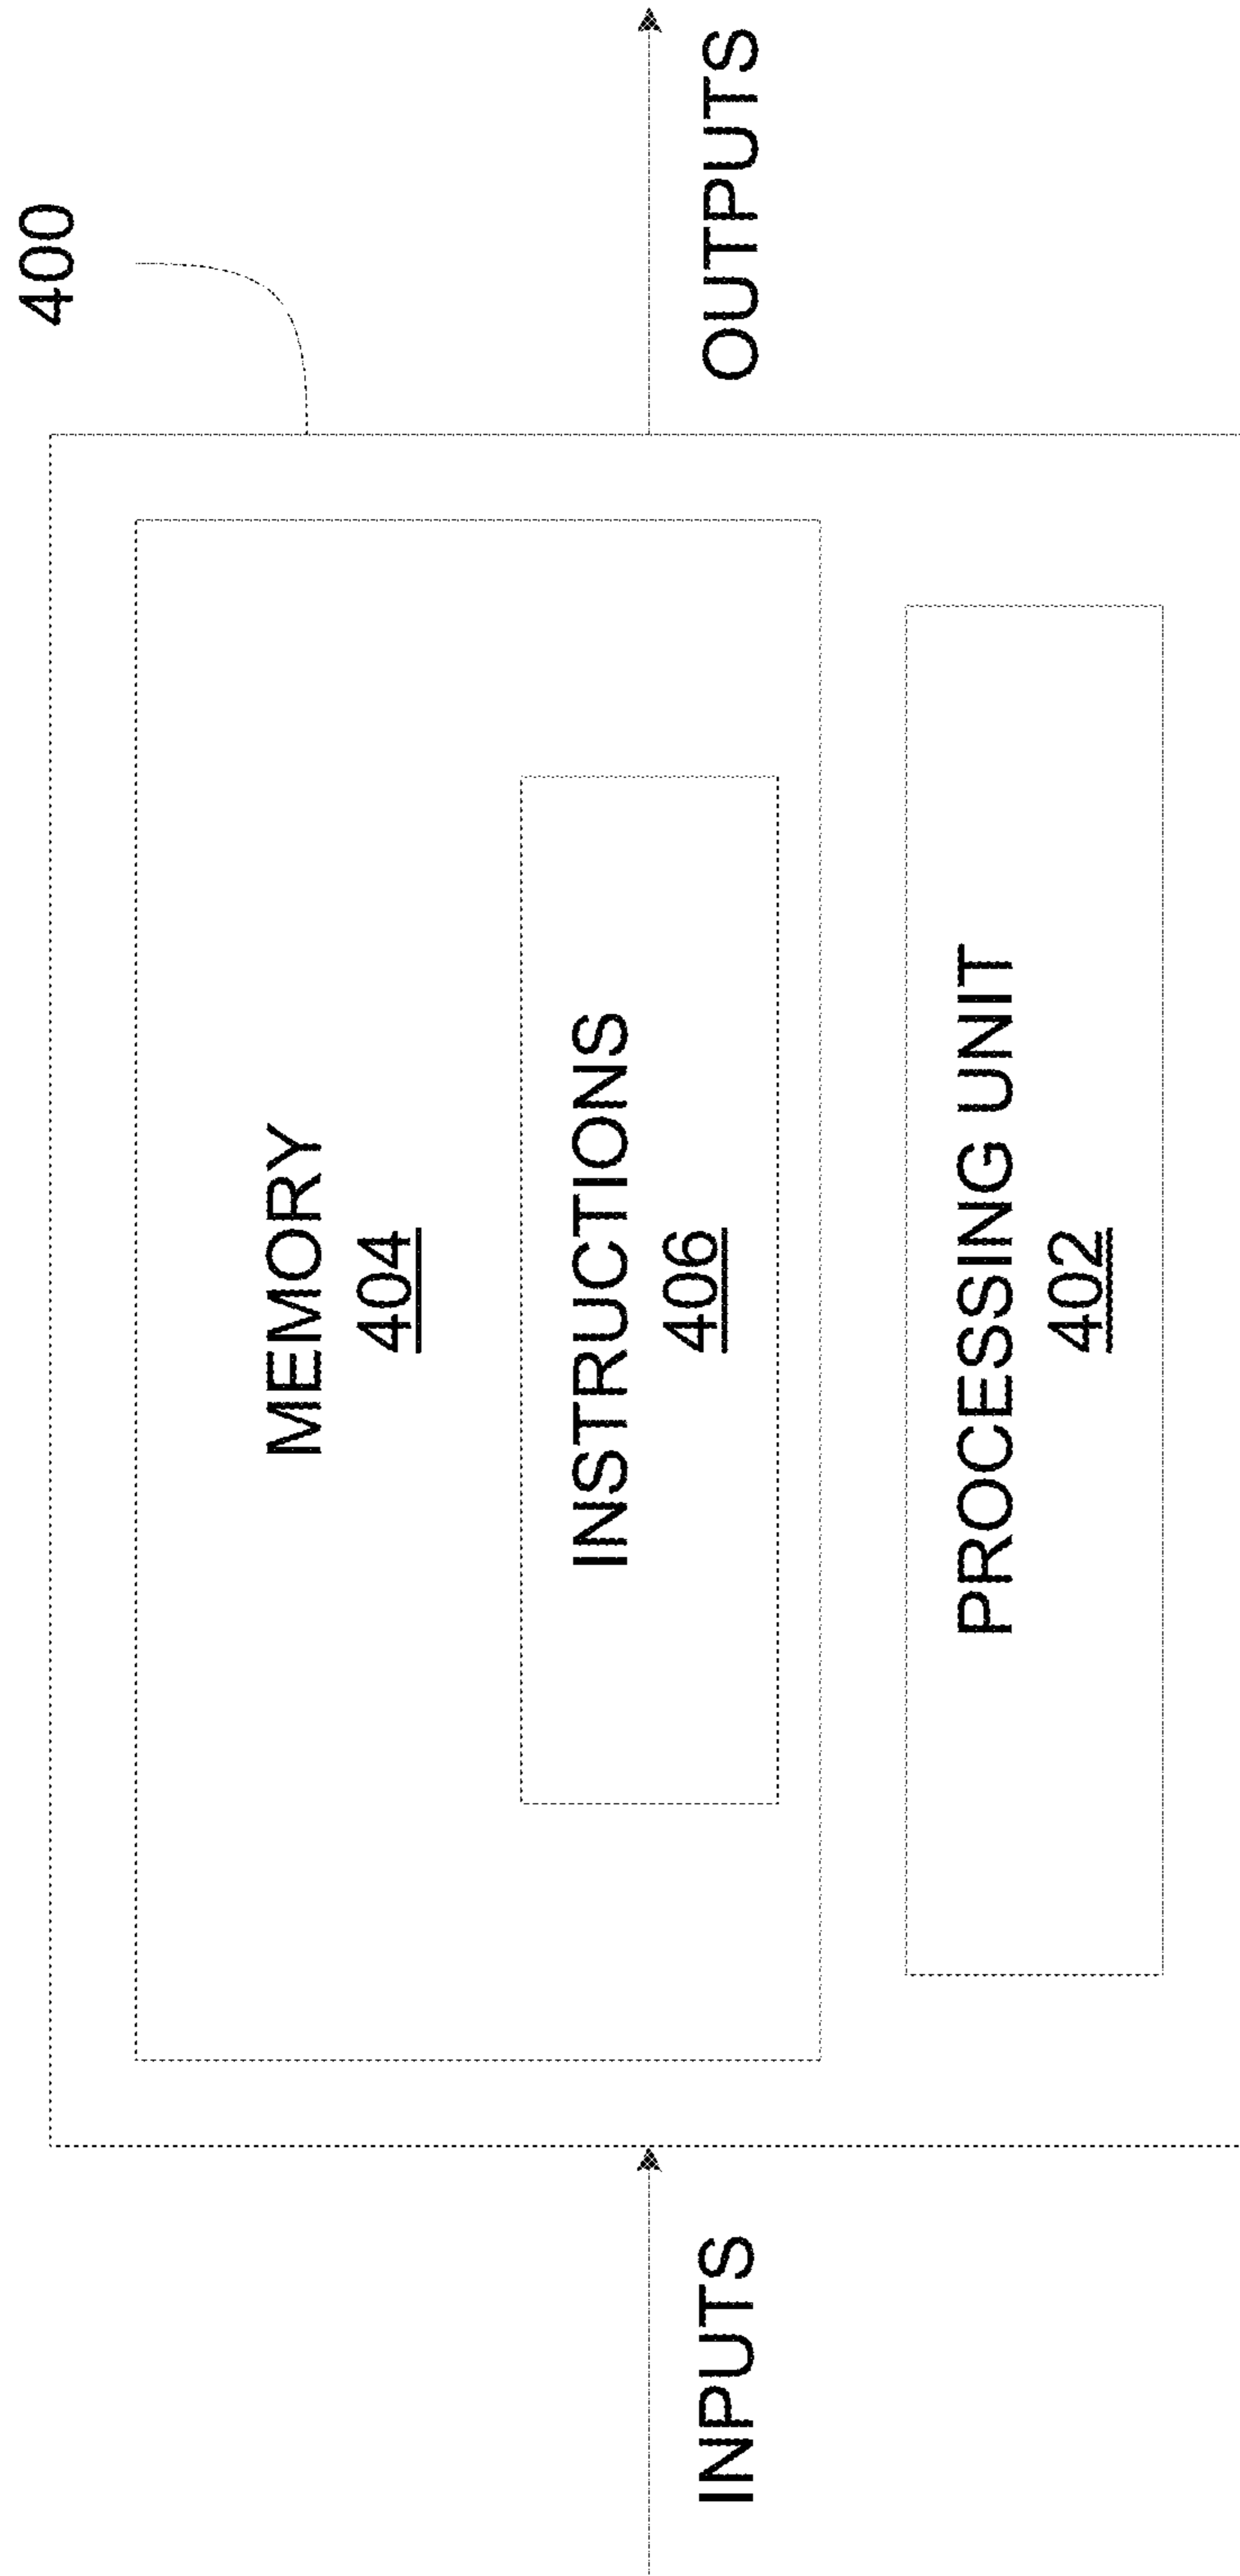 400
MEMORY
404
INSTRUCTIONS
406
INPUTS
OUTPUTS
PROCESSING UNIT
402